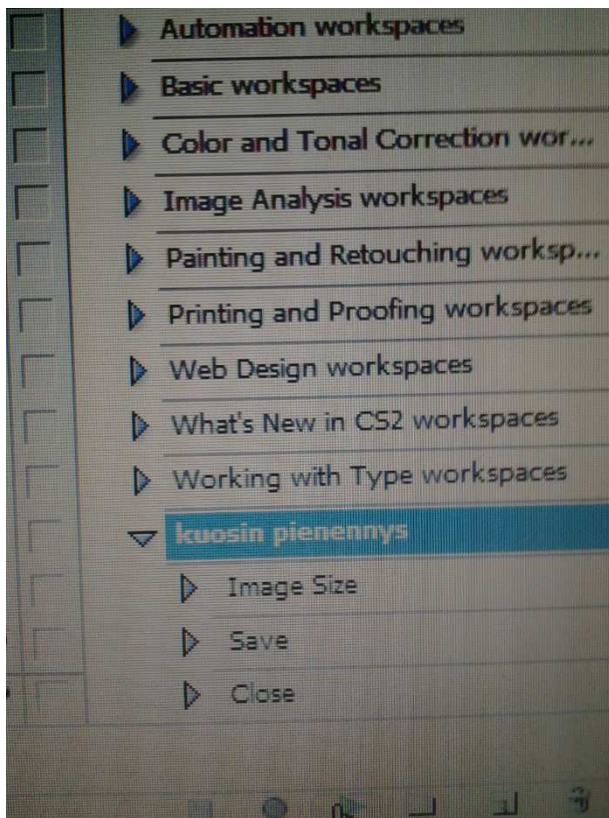 Automation workspaces
Basic workspaces
Color and Tonal Correction wor...
Image Analysis workspaces
Painting and Retouching worksp...
Printing and Proofing workspaces
Web Design workspaces
What's New in CS2 workspaces
Working with Type workspaces
kuosin pienennys
Image Size
Save
Close